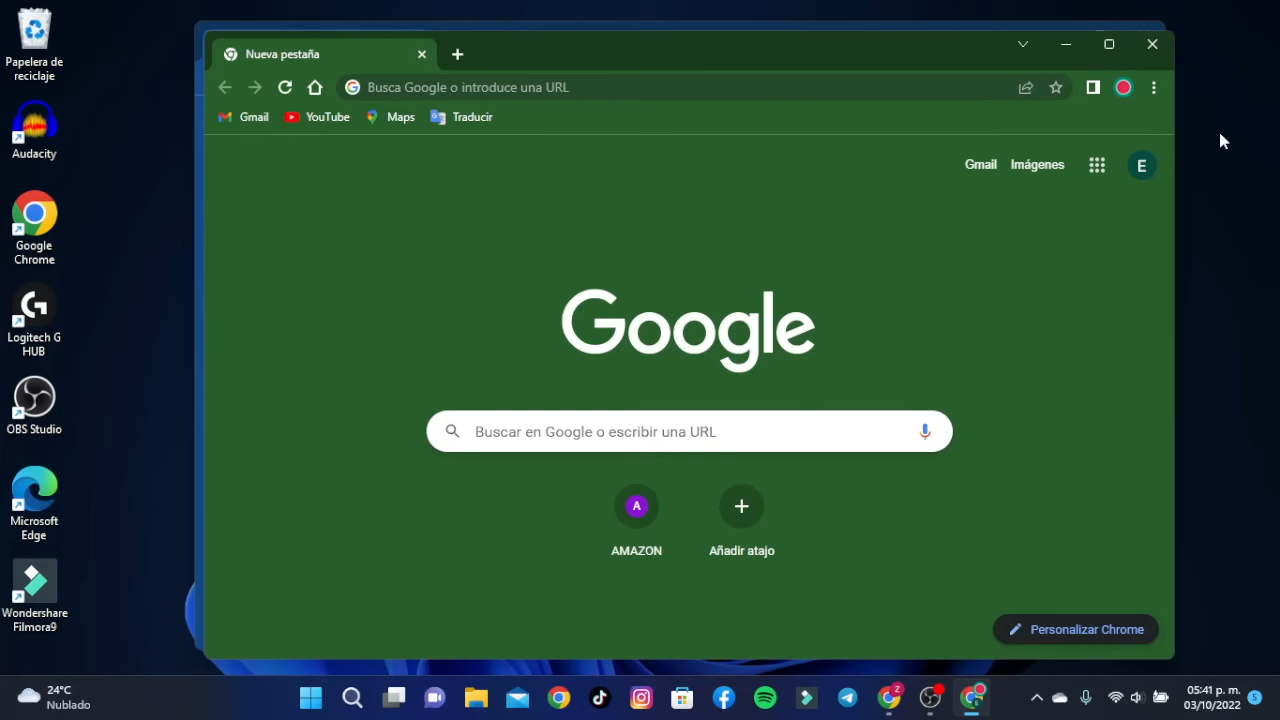 Papelera de
reciclaje
Audacity
Google
Chrome
Logitech G
HUB
OBS Studio
Microsoft
Edge
Wondershare
Filmora9
Nueva pestaña
Busca Google o introduce una URL
Gmail
YouTube
Maps
Traducir
Gmail
Imágenes
E
Google
Buscar en Google o escribir una URL
A
AMAZON
Añadir atajo
Personalizar Chrome
24°C
Nublado
Z
05:41 p. m.
03/10/2022
5